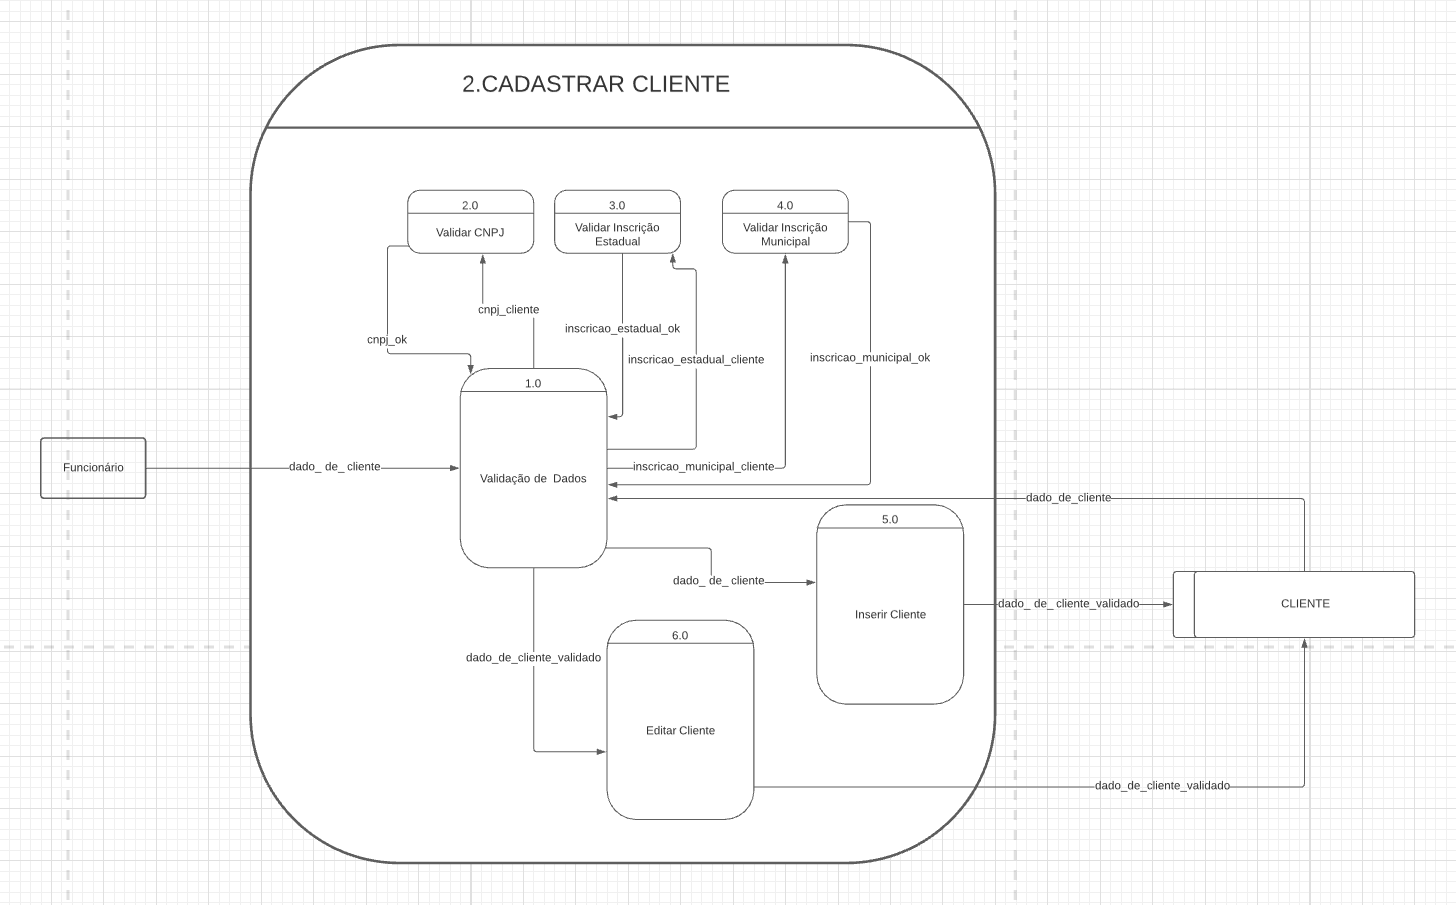 2.CADASTRAR CLIENTE
2.0
Validar CNPJ
3.0
Validar Inscrição
Estadual
4.0
Validar Inscrição
Municipal
cnpj_cliente
inscricao_estadual_ok
cnpj_ok
inscricao_estadual_cliente
inscricao_municipal_ok
1.0
Validação de  Dados
Funcionário
dado_ de_ cliente
inscricao_municipal_cliente
dado_de_cliente
5.0
Inserir Cliente
dado_ de_ cliente
dado_ de_ cliente_validado
CLIENTE
6.0
Editar Cliente
dado_de_cliente_validado
dado_de_cliente_validado